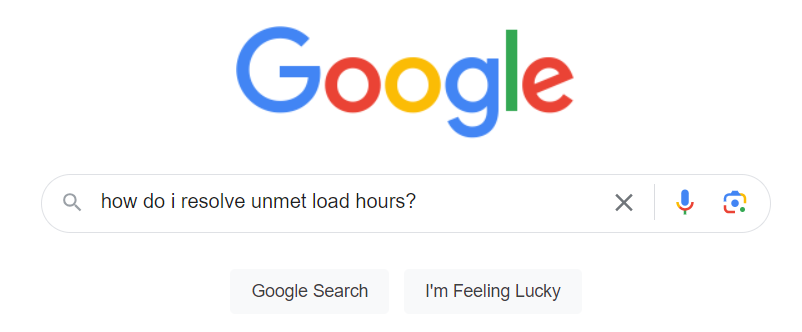 Google
how do i resolve unmet load hours?
Google Search
I'm Feeling Lucky